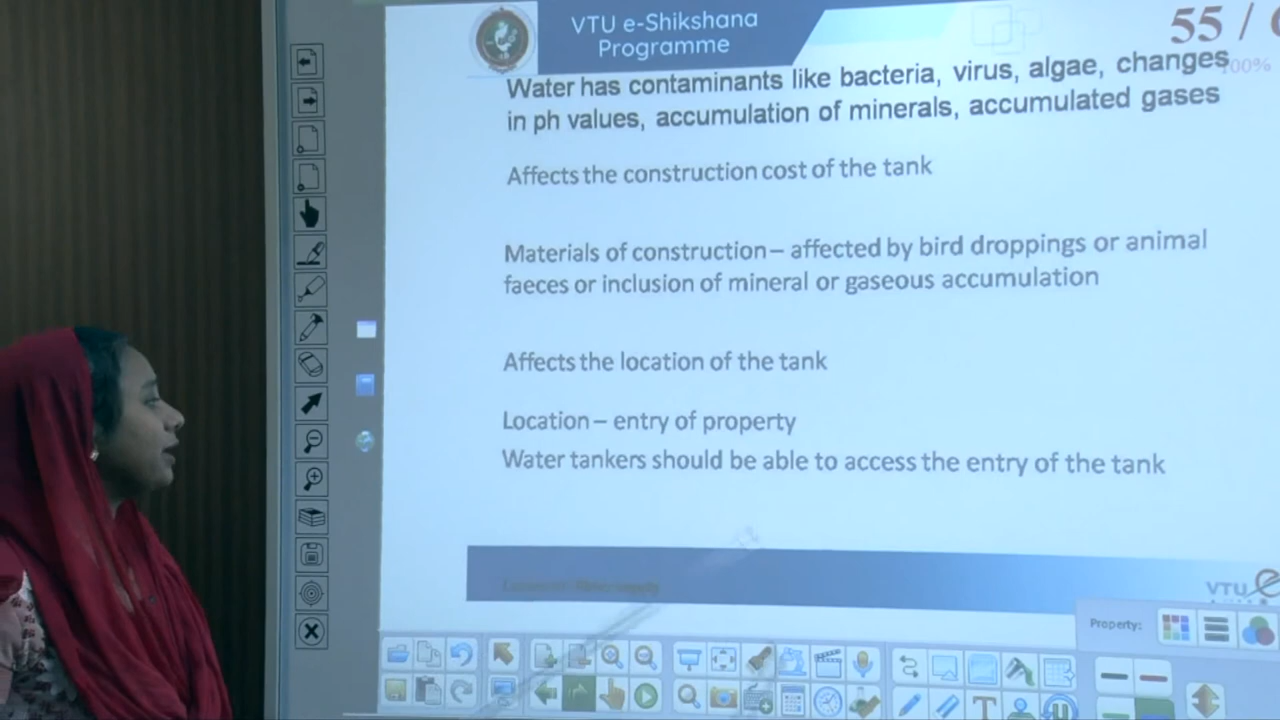 VTU e-Shikshana
Programme
55 /
100%
Water has contaminants like bacteria, virus, algae, changes
in ph values, accumulation of minerals, accumulated gases
Affects the construction cost of the tank
Materials of construction – affected by bird droppings or animal
faeces or inclusion of mineral or gaseous accumulation
Affects the location of the tank
Location – entry of property
Water tankers should be able to access the entry of the tank
VTU e
Property: